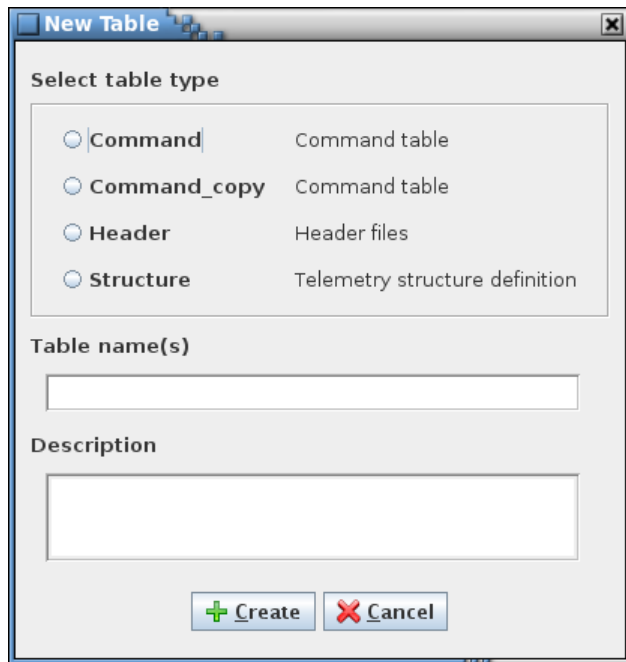 New Table
Select table type
Command Command table
Command_copy Command table
Header Header files
Structure Telemetry structure definition
Table name(s)
Description
Create Cancel